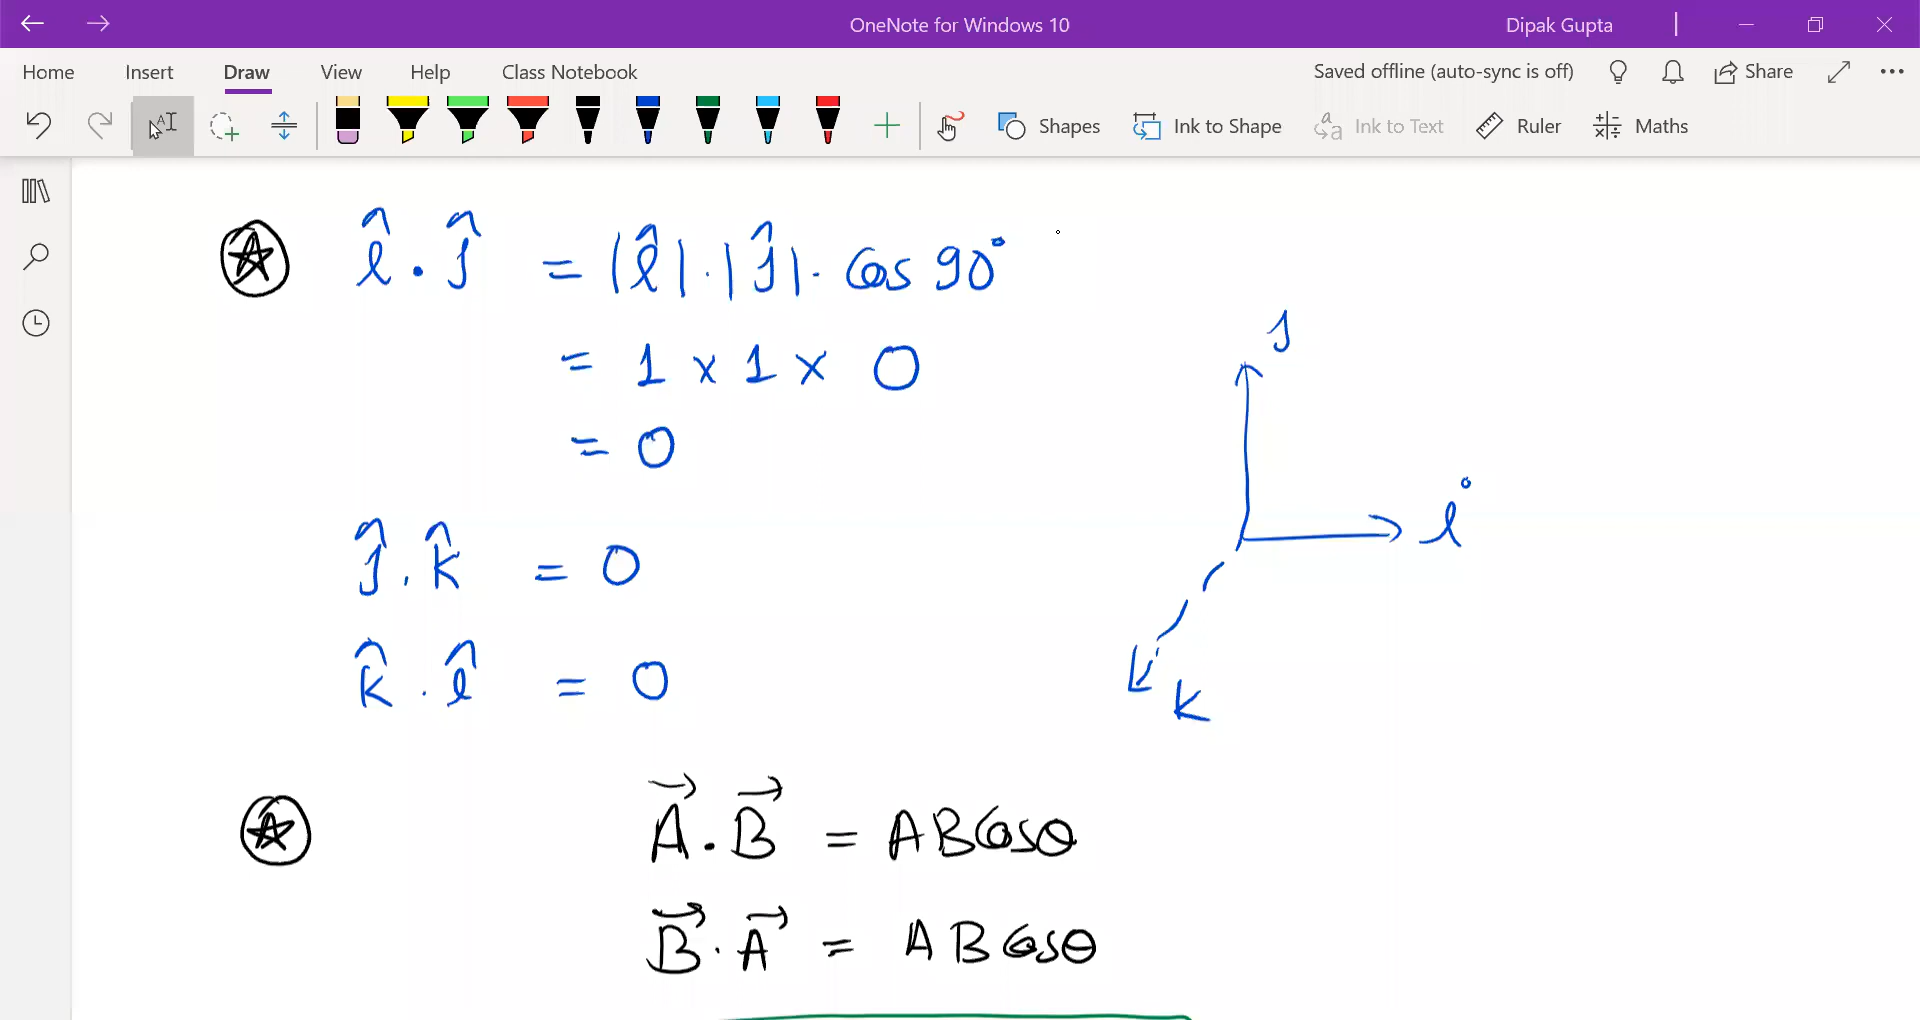 OneNote for Windows 10
Dipak Gupta
Home Insert Draw View Help Class Notebook
Saved offline (auto-sync is off) Share
Shapes Ink to Shape Ink to Text Ruler Maths
î · ĵ = |î| · |ĵ| · Cos 90°
= 1 × 1 × 0
= 0
ĵ · k̂ = 0
k̂ · î = 0
j
i
k
A⃗ · B⃗ = AB Cosθ
B⃗ · A⃗ = AB Cosθ